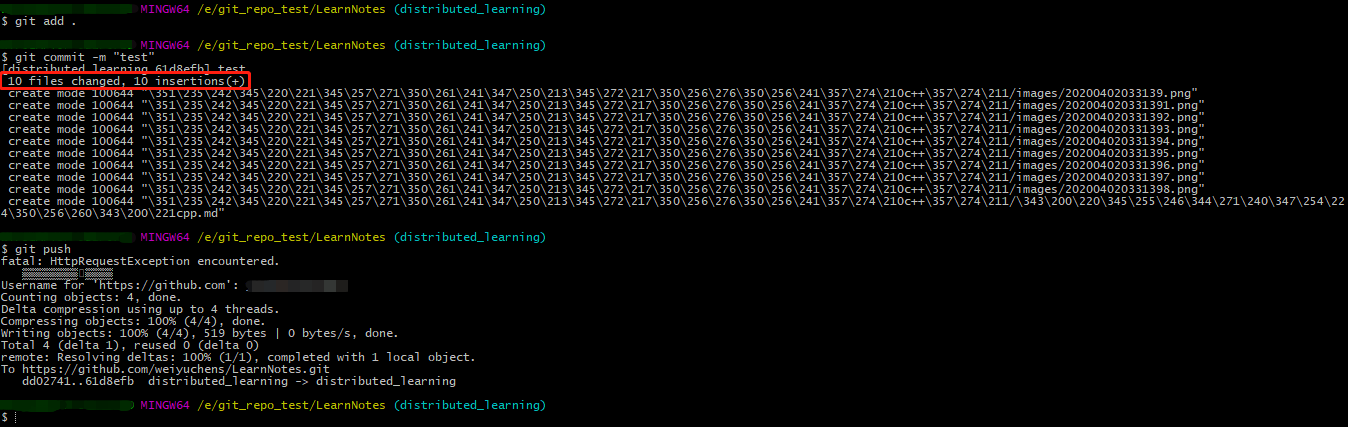 MINGW64 /e/git_repo_test/LearnNotes (distributed_learning)
$ git add .
MINGW64 /e/git_repo_test/LearnNotes (distributed_learning)
$ git commit -m "test"
[distributed_learning 61d8efb] test
10 files changed, 10 insertions(+)
create mode 100644 "\351\235\242\345\220\221\345\257\271\350\261\241\347\250\213\345\272\217\350\256\276\350\256\241\357\274\210c++\357\274\211/images/20200402033139.png"
create mode 100644 "\351\235\242\345\220\221\345\257\271\350\261\241\347\250\213\345\272\217\350\256\276\350\256\241\357\274\210c++\357\274\211/images/202004020331391.png"
create mode 100644 "\351\235\242\345\220\221\345\257\271\350\261\241\347\250\213\345\272\217\350\256\276\350\256\241\357\274\210c++\357\274\211/images/202004020331392.png"
create mode 100644 "\351\235\242\345\220\221\345\257\271\350\261\241\347\250\213\345\272\217\350\256\276\350\256\241\357\274\210c++\357\274\211/images/202004020331393.png"
create mode 100644 "\351\235\242\345\220\221\345\257\271\350\261\241\347\250\213\345\272\217\350\256\276\350\256\241\357\274\210c++\357\274\211/images/202004020331394.png"
create mode 100644 "\351\235\242\345\220\221\345\257\271\350\261\241\347\250\213\345\272\217\350\256\276\350\256\241\357\274\210c++\357\274\211/images/202004020331395.png"
create mode 100644 "\351\235\242\345\220\221\345\257\271\350\261\241\347\250\213\345\272\217\350\256\276\350\256\241\357\274\210c++\357\274\211/images/202004020331396.png"
create mode 100644 "\351\235\242\345\220\221\345\257\271\350\261\241\347\250\213\345\272\217\350\256\276\350\256\241\357\274\210c++\357\274\211/images/202004020331397.png"
create mode 100644 "\351\235\242\345\220\221\345\257\271\350\261\241\347\250\213\345\272\217\350\256\276\350\256\241\357\274\210c++\357\274\211/images/202004020331398.png"
create mode 100644 "\351\235\242\345\220\221\345\257\271\350\261\241\347\250\213\345\272\217\350\256\276\350\256\241\357\274\210c++\357\274\211/\343\200\220\345\255\246\344\271\240\347\254\22
4\350\256\260\343\200\221cpp.md"
MINGW64 /e/git_repo_test/LearnNotes (distributed_learning)
$ git push
fatal: HttpRequestException encountered.
Username for 'https://github.com':
Counting objects: 4, done.
Delta compression using up to 4 threads.
Compressing objects: 100% (4/4), done.
Writing objects: 100% (4/4), 519 bytes | 0 bytes/s, done.
Total 4 (delta 1), reused 0 (delta 0)
remote: Resolving deltas: 100% (1/1), completed with 1 local object.
To https://github.com/weiyuchens/LearnNotes.git
dd02741..61d8efb  distributed_learning -> distributed_learning
MINGW64 /e/git_repo_test/LearnNotes (distributed_learning)
$